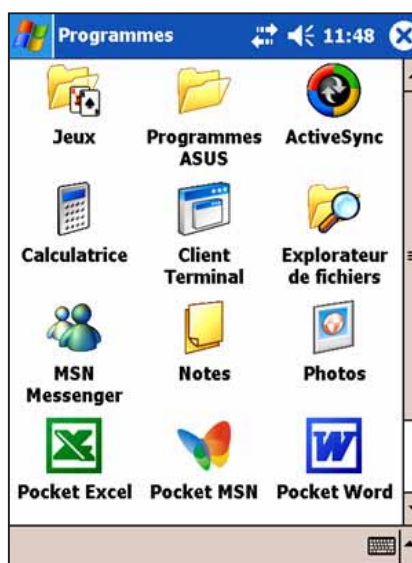 Programmes 11:48
Jeux
Programmes
ASUS
ActiveSync
Calculatrice
Client
Terminal
Explorateur
de fichiers
MSN
Messenger
Notes
Photos
Pocket Excel
Pocket MSN
Pocket Word